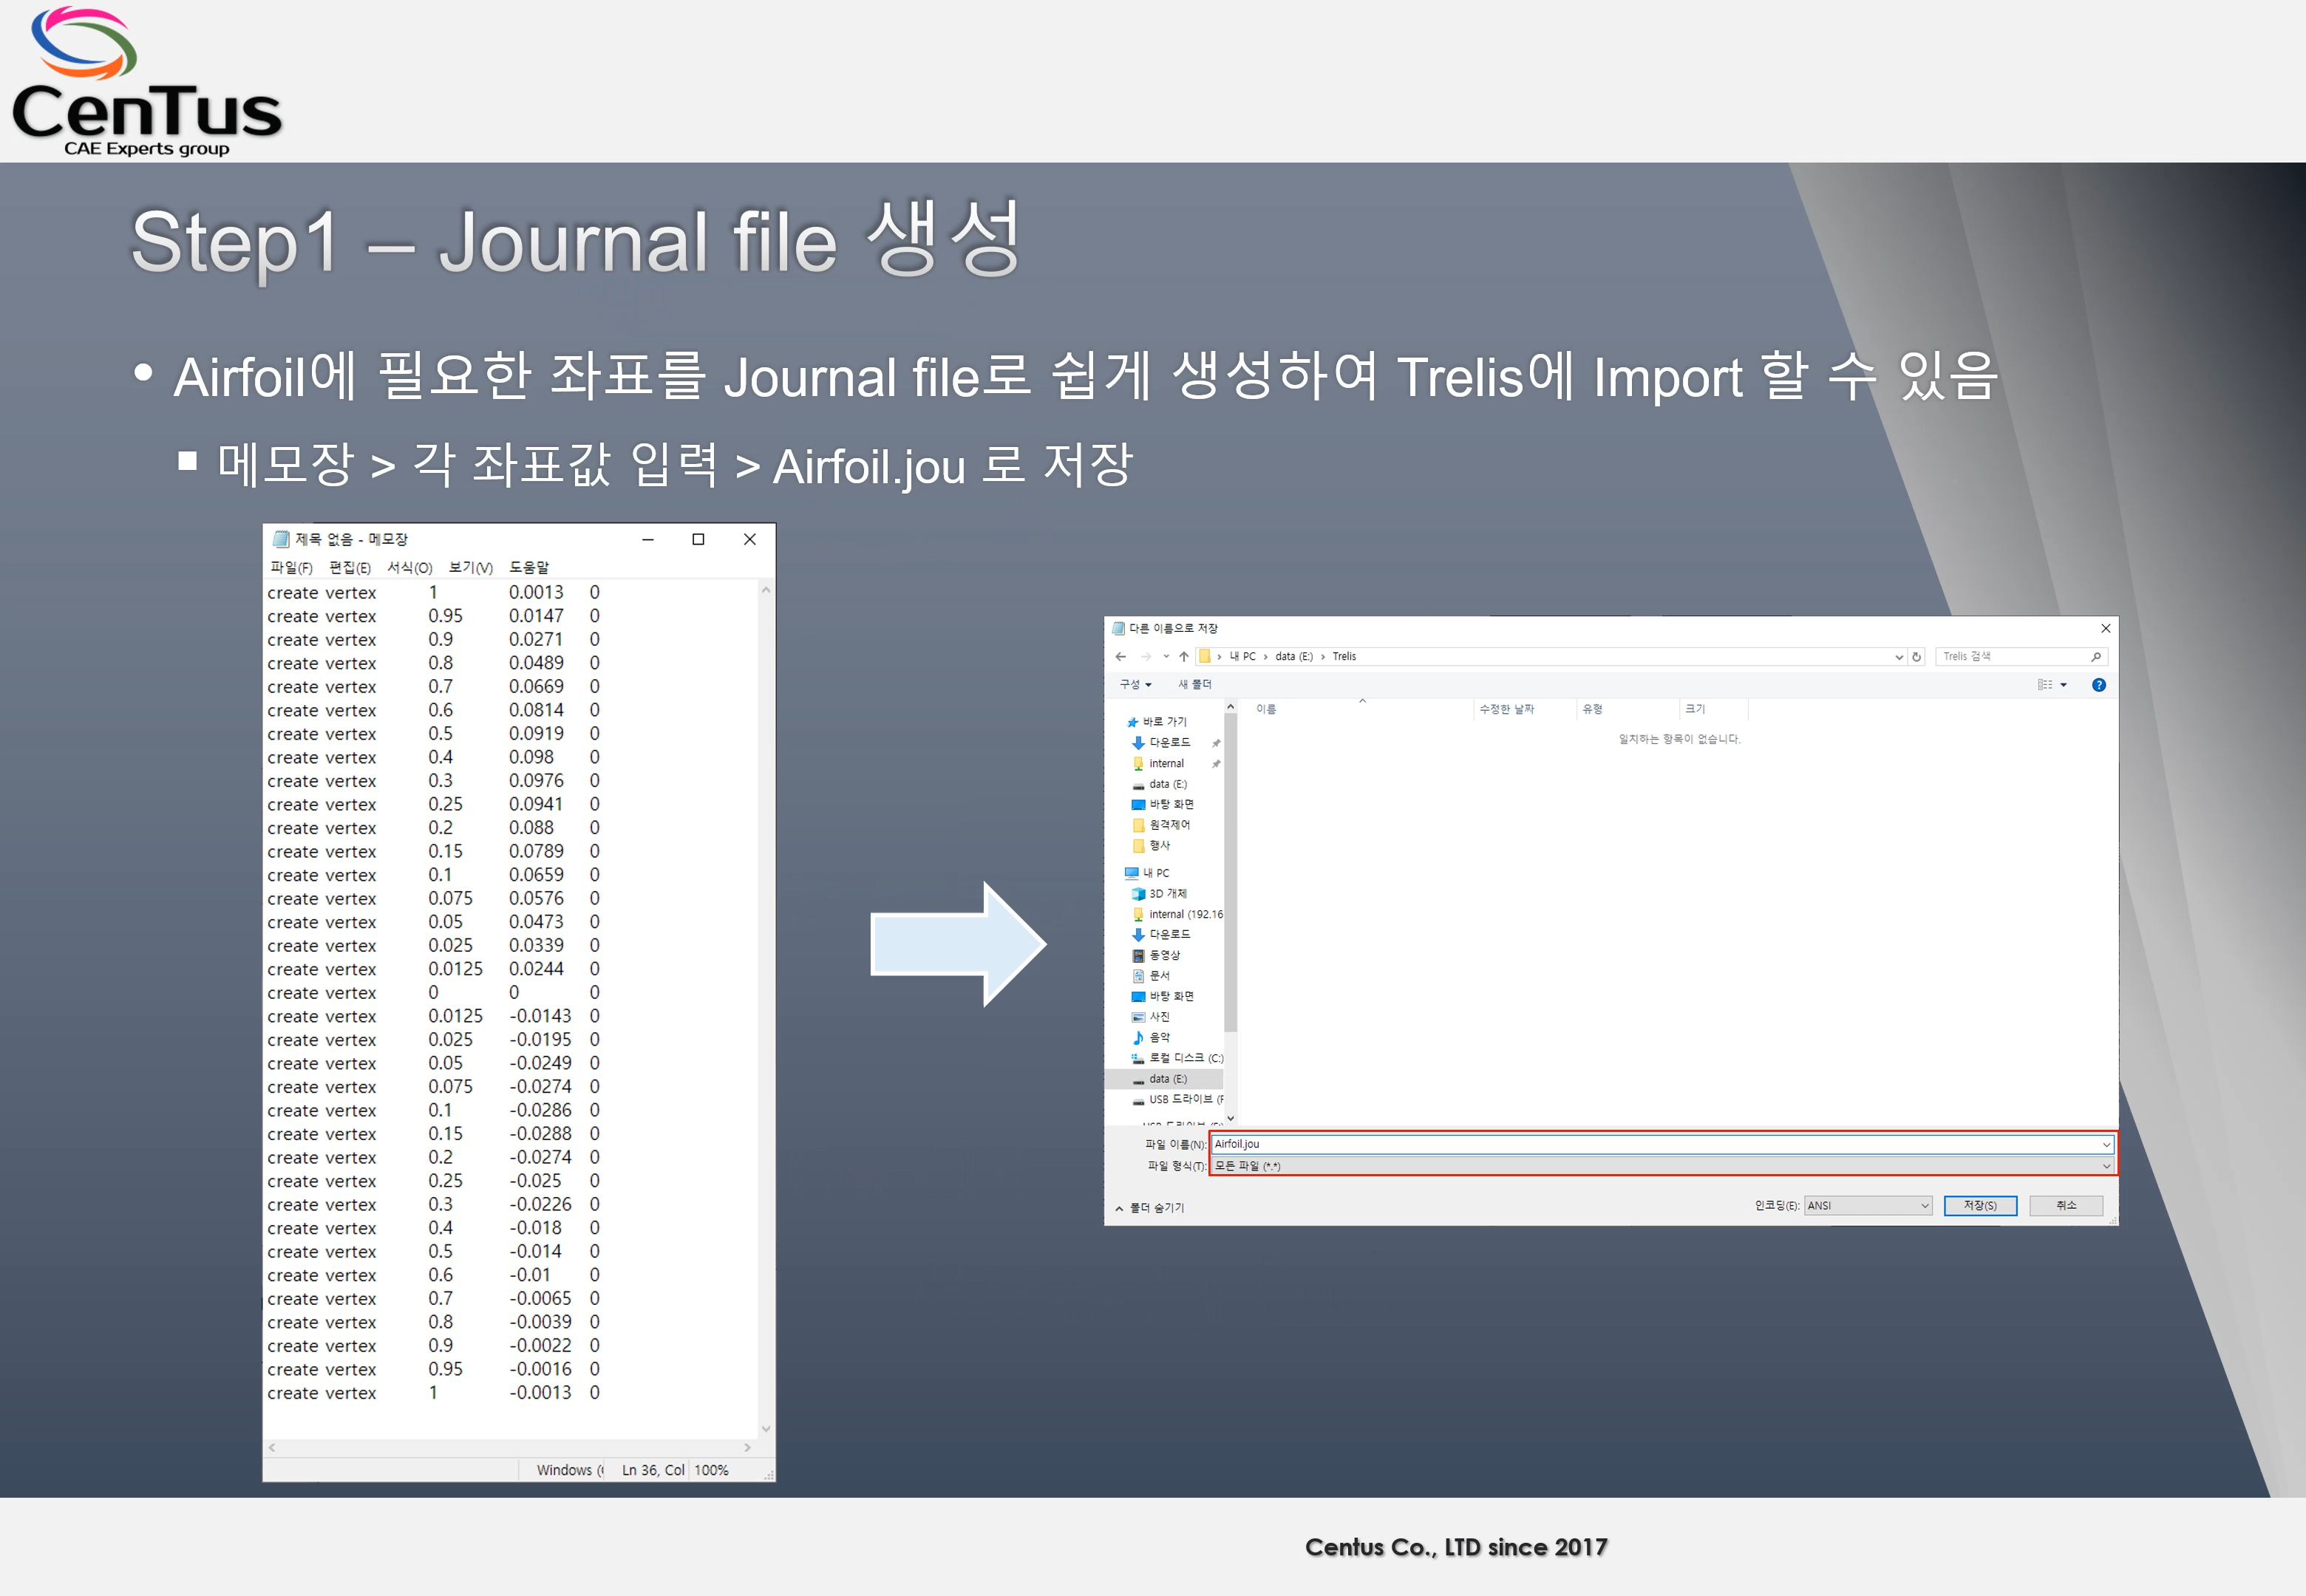 CenTus
CAE Experts group
Step1 – Journal file 생성
• Airfoil에 필요한 좌표를 Journal file로 쉽게 생성하여 Trelis에 Import 할 수 있음
▪ 메모장 > 각 좌표값 입력 > Airfoil.jou 로 저장
제목 없음 - 메모장
파일(F) 편집(E) 서식(O) 보기(V) 도움말
create vertex 1 0.0013 0
create vertex 0.95 0.0147 0
create vertex 0.9 0.0271 0
create vertex 0.8 0.0489 0
create vertex 0.7 0.0669 0
create vertex 0.6 0.0814 0
create vertex 0.5 0.0919 0
create vertex 0.4 0.098 0
create vertex 0.3 0.0976 0
create vertex 0.25 0.0941 0
create vertex 0.2 0.088 0
create vertex 0.15 0.0789 0
create vertex 0.1 0.0659 0
create vertex 0.075 0.0576 0
create vertex 0.05 0.0473 0
create vertex 0.025 0.0339 0
create vertex 0.0125 0.0244 0
create vertex 0 0 0
create vertex 0.0125 -0.0143 0
create vertex 0.025 -0.0195 0
create vertex 0.05 -0.0249 0
create vertex 0.075 -0.0274 0
create vertex 0.1 -0.0286 0
create vertex 0.15 -0.0288 0
create vertex 0.2 -0.0274 0
create vertex 0.25 -0.025 0
create vertex 0.3 -0.0226 0
create vertex 0.4 -0.018 0
create vertex 0.5 -0.014 0
create vertex 0.6 -0.01 0
create vertex 0.7 -0.0065 0
create vertex 0.8 -0.0039 0
create vertex 0.9 -0.0022 0
create vertex 0.95 -0.0016 0
create vertex 1 -0.0013 0
Windows ( Ln 36, Col 100%
다른 이름으로 저장
내 PC > data (E:) > Trelis
Trelis 검색
구성 새 폴더
이름 수정한 날짜 유형 크기
일치하는 항목이 없습니다.
바로 가기
다운로드
internal
data (E:)
바탕 화면
원격제어
행사
내 PC
3D 개체
internal (192.16
다운로드
동영상
문서
바탕 화면
사진
음악
로컬 디스크 (C:)
data (E:)
USB 드라이브 (F
파일 이름(N): Airfoil.jou
파일 형식(T): 모든 파일 (*.*)
폴더 숨기기
인코딩(E): ANSI 저장(S) 취소
Centus Co., LTD since 2017